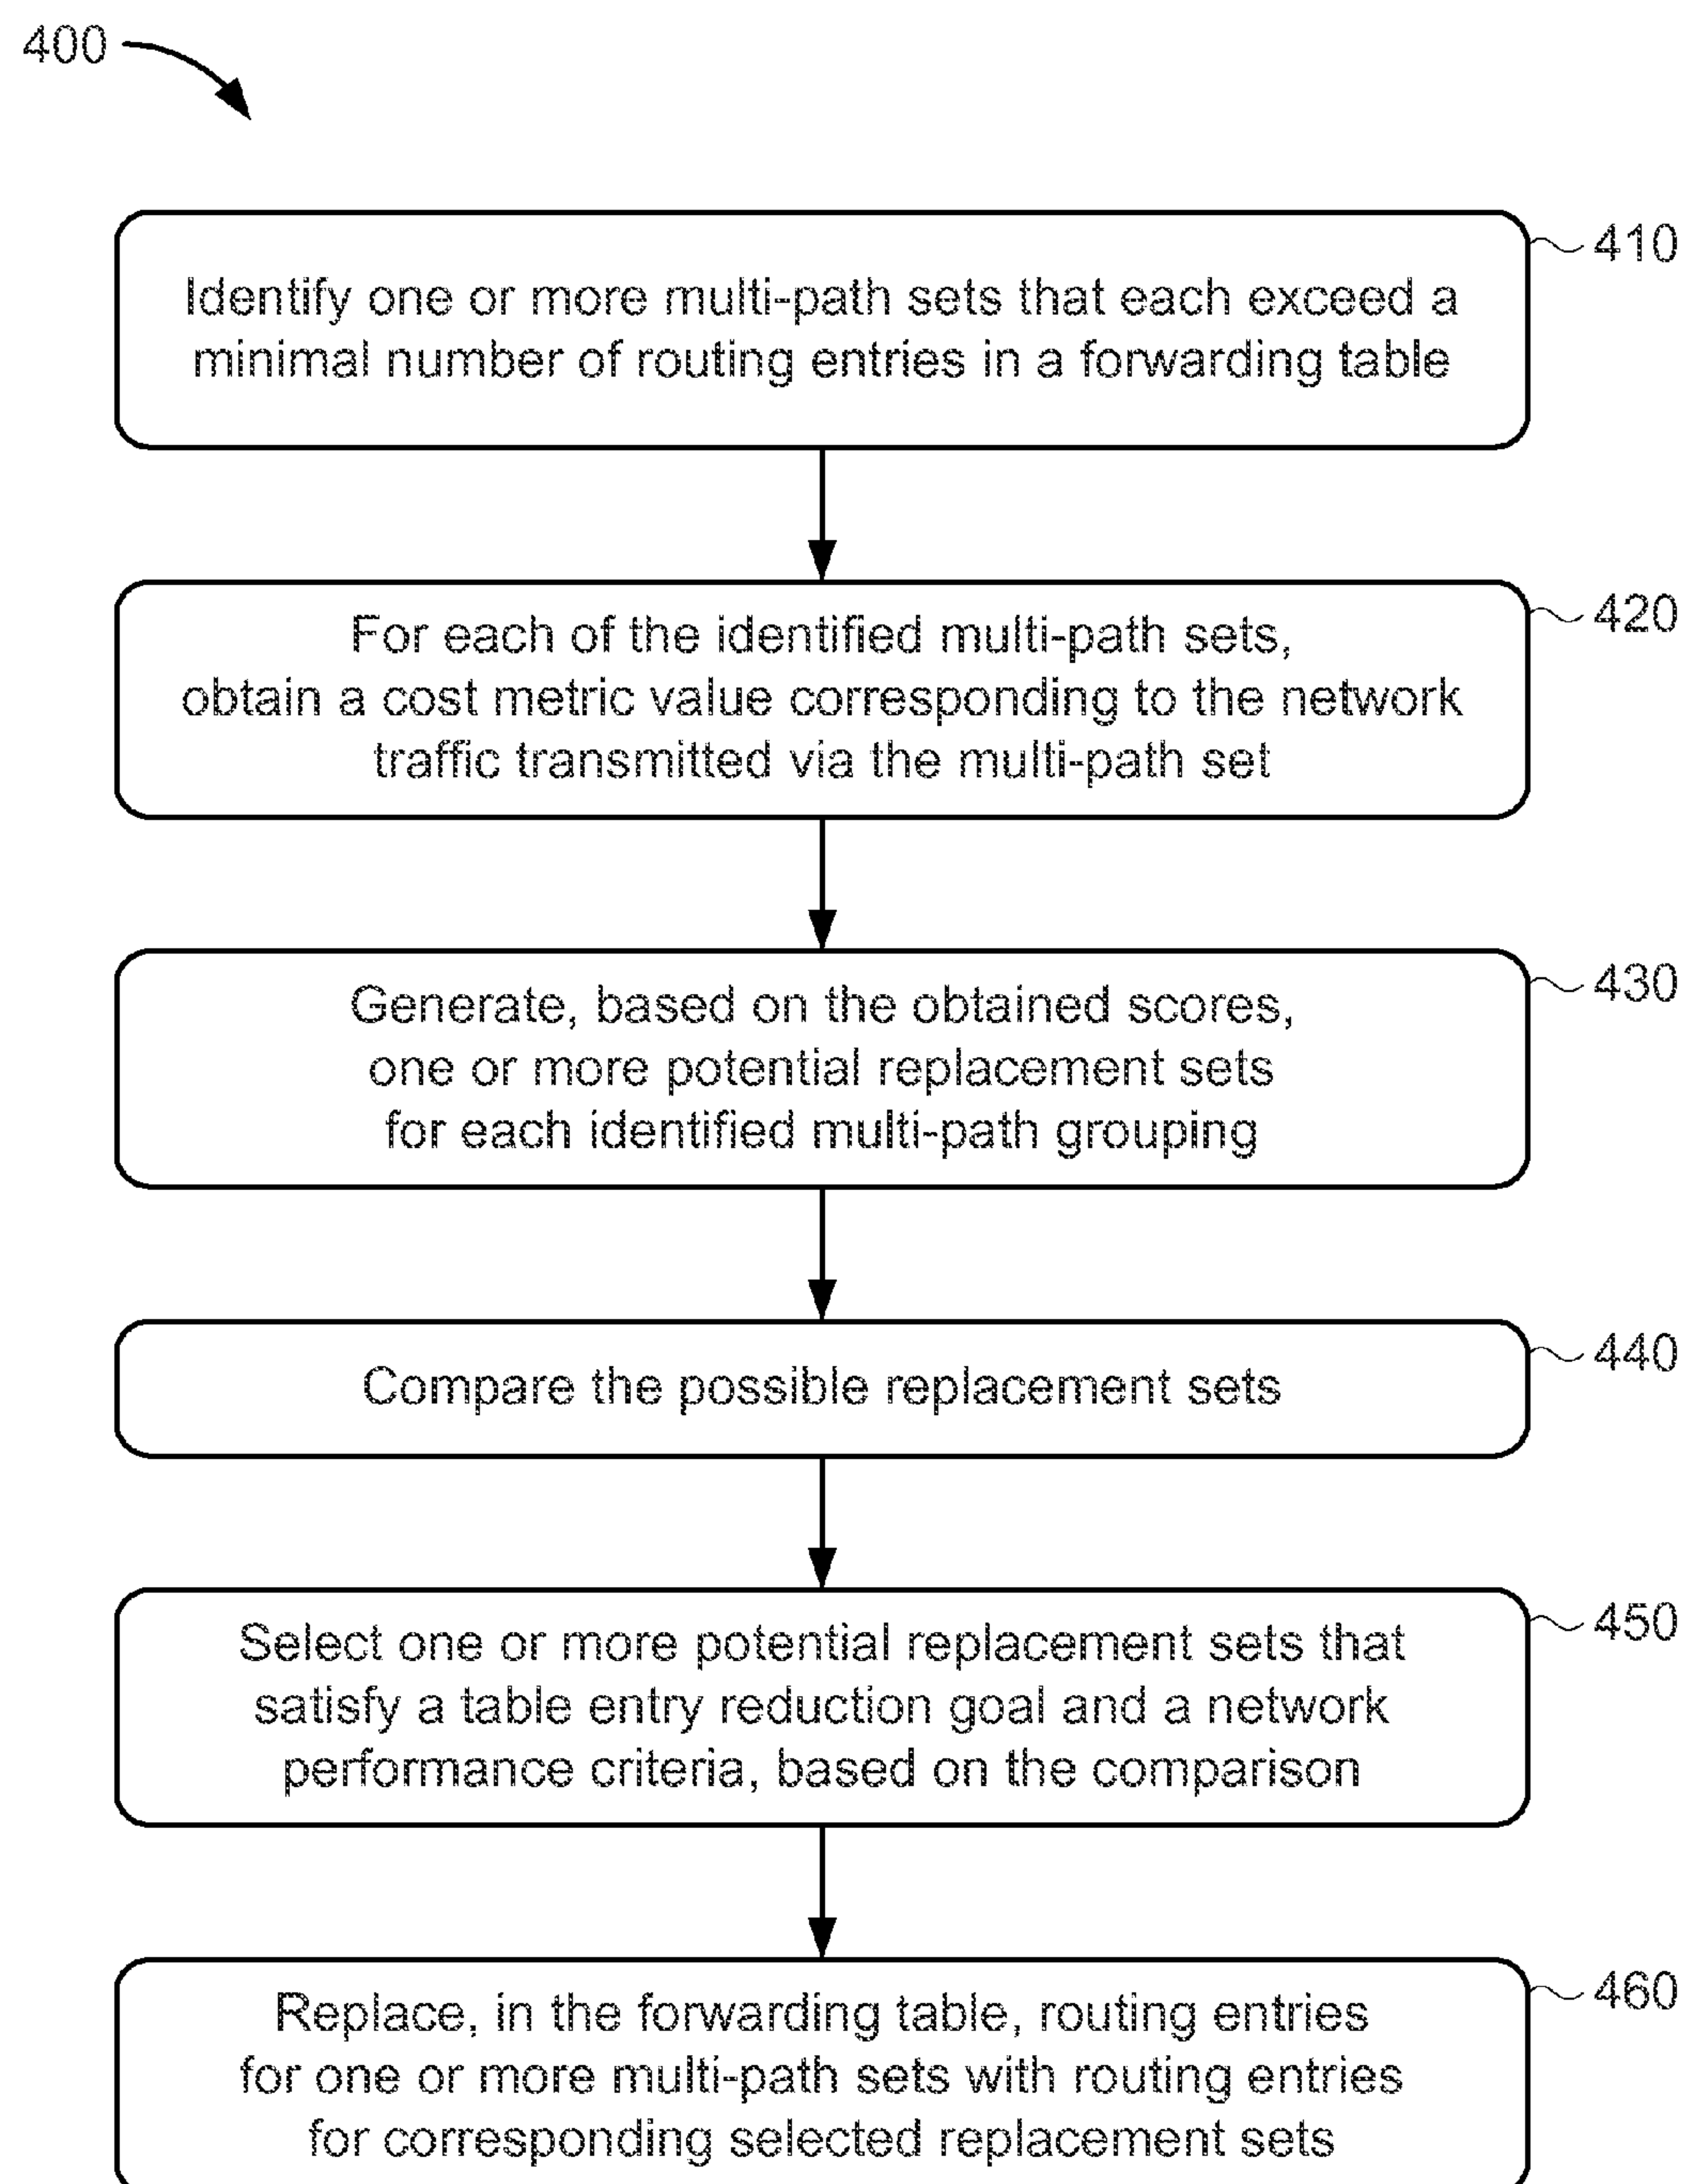 400
410
Identify one or more multi-path sets that each exceed a
minimal number of routing entries in a forwarding table
420
For each of the identified multi-path sets,
obtain a cost metric value corresponding to the network
traffic transmitted via the multi-path set
430
Generate, based on the obtained scores,
one or more potential replacement sets
for each identified multi-path grouping
440
Compare the possible replacement sets
450
Select one or more potential replacement sets that
satisfy a table entry reduction goal and a network
performance criteria, based on the comparison
460
Replace, in the forwarding table, routing entries
for one or more multi-path sets with routing entries
for corresponding selected replacement sets